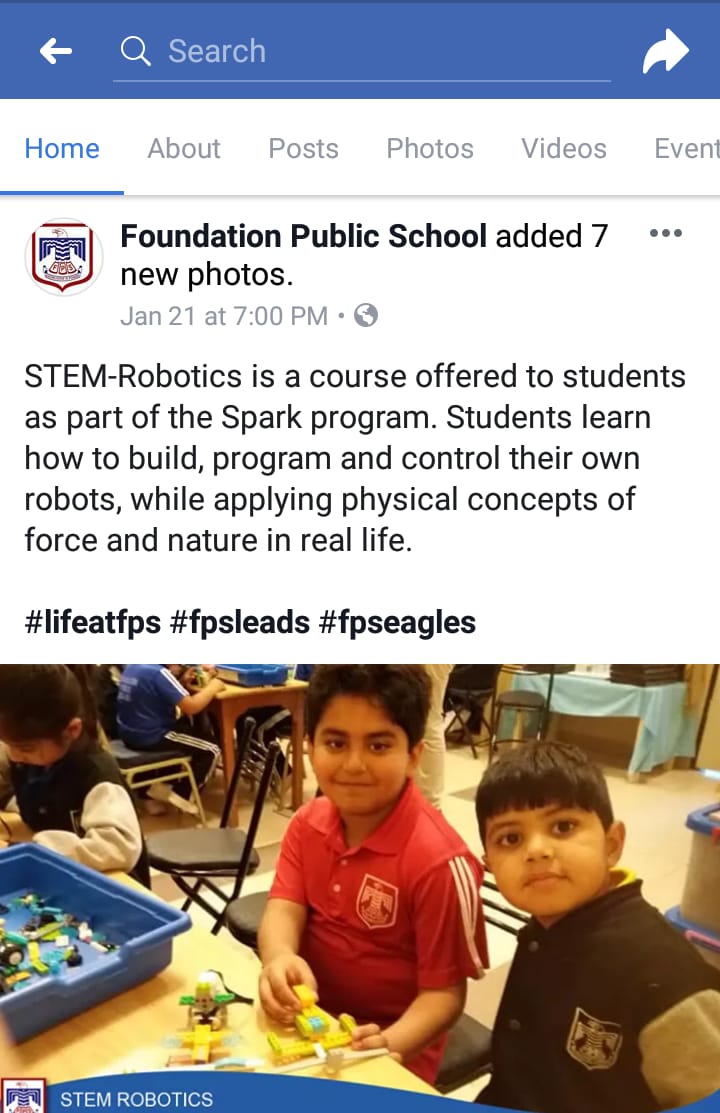 Search
Home About Posts Photos Videos Event
Foundation Public School added 7
new photos.
Jan 21 at 7:00 PM •
STEM-Robotics is a course offered to students
as part of the Spark program. Students learn
how to build, program and control their own
robots, while applying physical concepts of
force and nature in real life.
#lifeatfps #fpsleads #fpseagles
STEM ROBOTICS